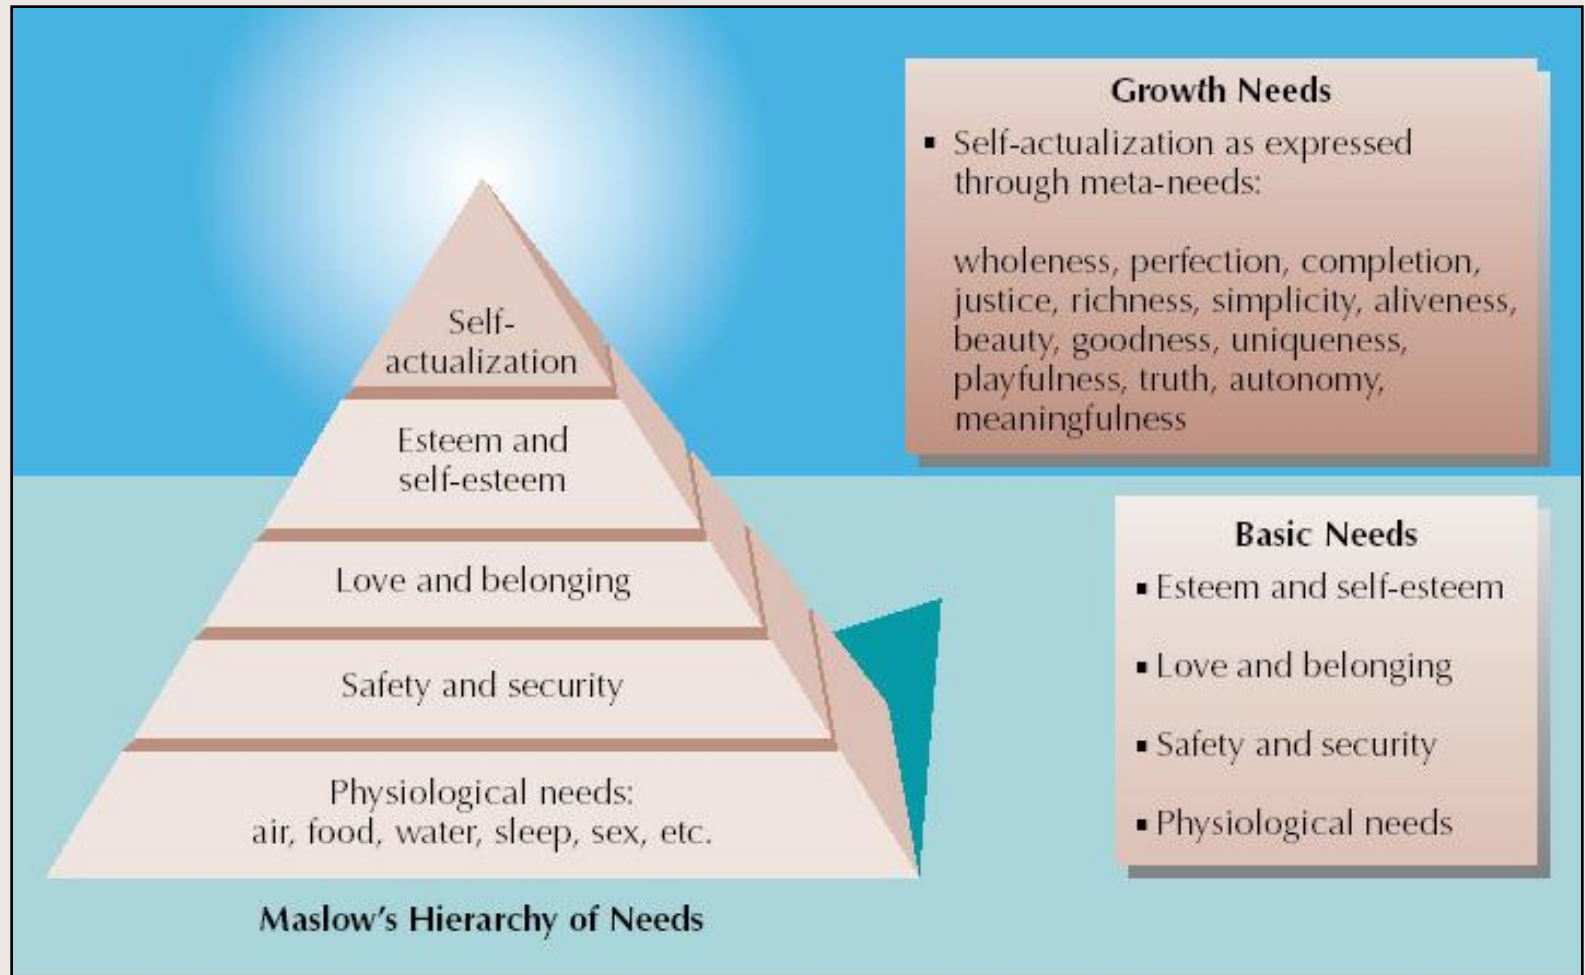 Self-
actualization
Esteem and
self-esteem
Love and belonging
Safety and security
Physiological needs:
air, food, water, sleep, sex, etc.
Maslow’s Hierarchy of Needs
Growth Needs
▪ Self-actualization as expressed
through meta-needs:
wholeness, perfection, completion,
justice, richness, simplicity, aliveness,
beauty, goodness, uniqueness,
playfulness, truth, autonomy,
meaningfulness
Basic Needs
▪ Esteem and self-esteem
▪ Love and belonging
▪ Safety and security
▪ Physiological needs